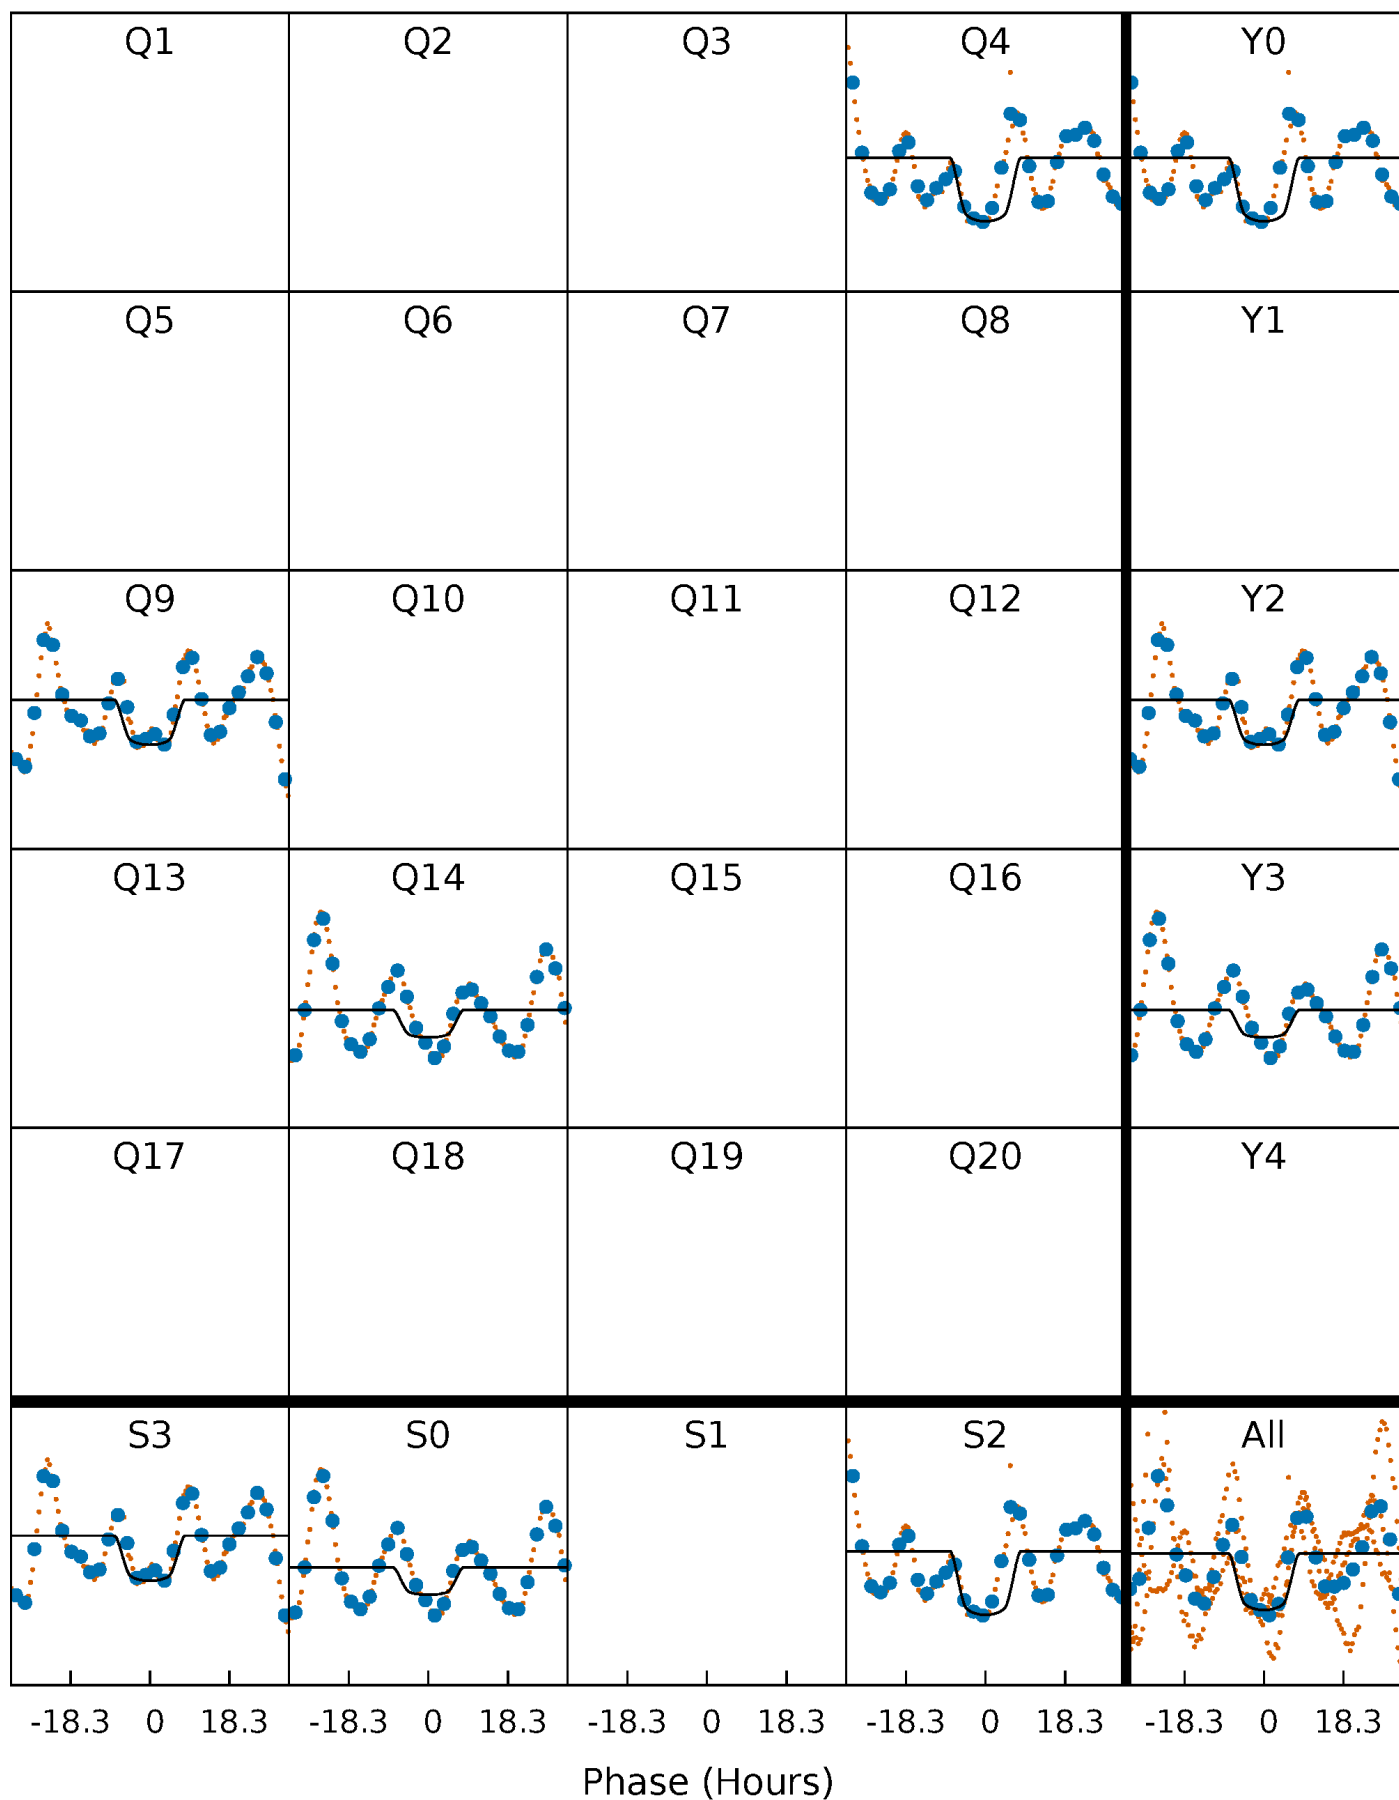 Q1 Q2 Q3 Q4 Y0
Q5 Q6 Q7 Q8 Y1
Q9 Q10 Q11 Q12 Y2
Q13 Q14 Q15 Q16 Y3
Q17 Q18 Q19 Q20 Y4
S3 S0 S1 S2 All
-18.3 0 18.3 -18.3 0 18.3 -18.3 0 18.3 -18.3 0 18.3 -18.3 0 18.3
Phase (Hours)